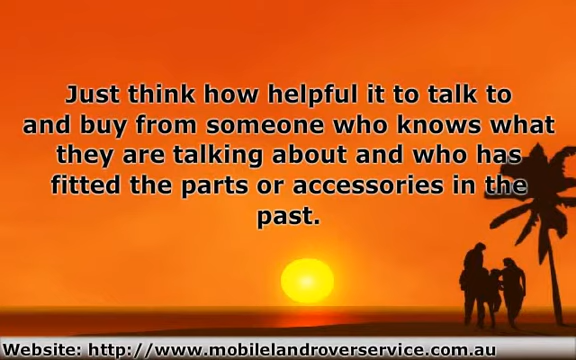 Just think how helpful it to talk to
and buy from someone who knows what
they are talking about and who has
fitted the parts or accessories in the
past.
Website: http://www.mobilelandroverservice.com.au